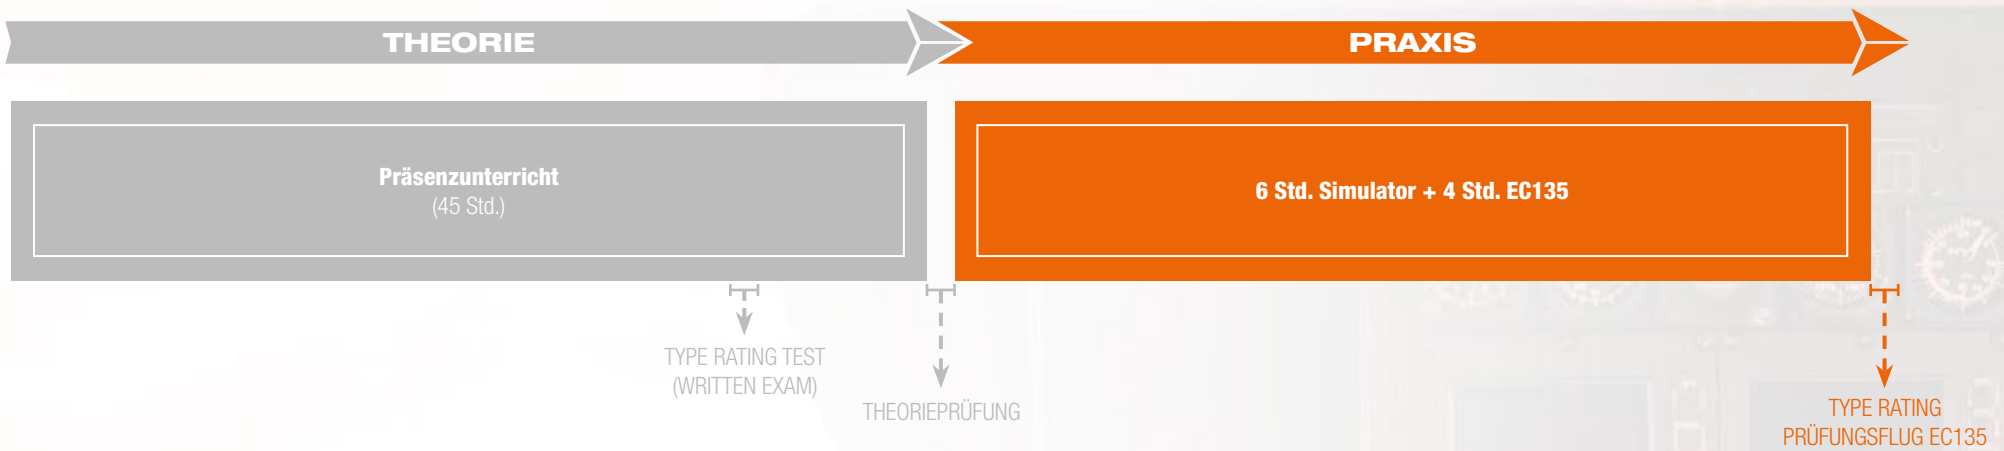 THEORIE
PRAXIS
Präsenzunterricht
(45 Std.)
6 Std. Simulator + 4 Std. EC135
TYPE RATING TEST
(WRITTEN EXAM)
THEORIEPRÜFUNG
TYPE RATING
PRÜFUNGSFLUG EC135